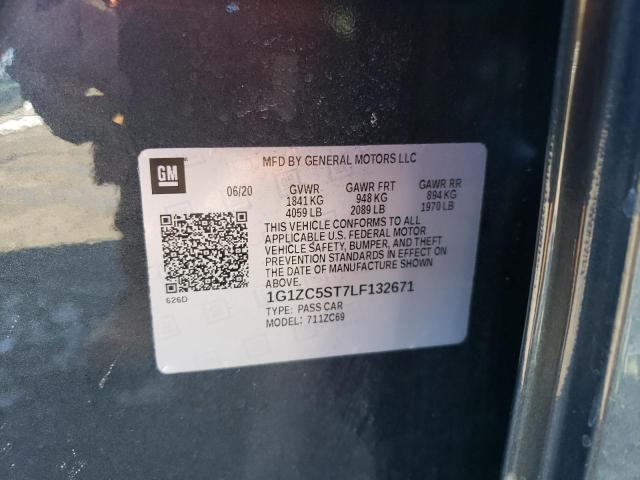 GM
MFD BY GENERAL MOTORS LLC
06/20 GVWR GAWR FRT GAWR RR
1841 KG 948 KG 894 KG
4059 LB 2089 LB 1970 LB
THIS VEHICLE CONFORMS TO ALL
APPLICABLE U.S. FEDERAL MOTOR
VEHICLE SAFETY, BUMPER, AND THEFT
PREVENTION STANDARDS IN EFFECT ON
THE DATE OF MANUFACTURE SHOWN
ABOVE.
626D
1G1ZC5ST7LF132671
TYPE: PASS CAR
MODEL: 711ZC69